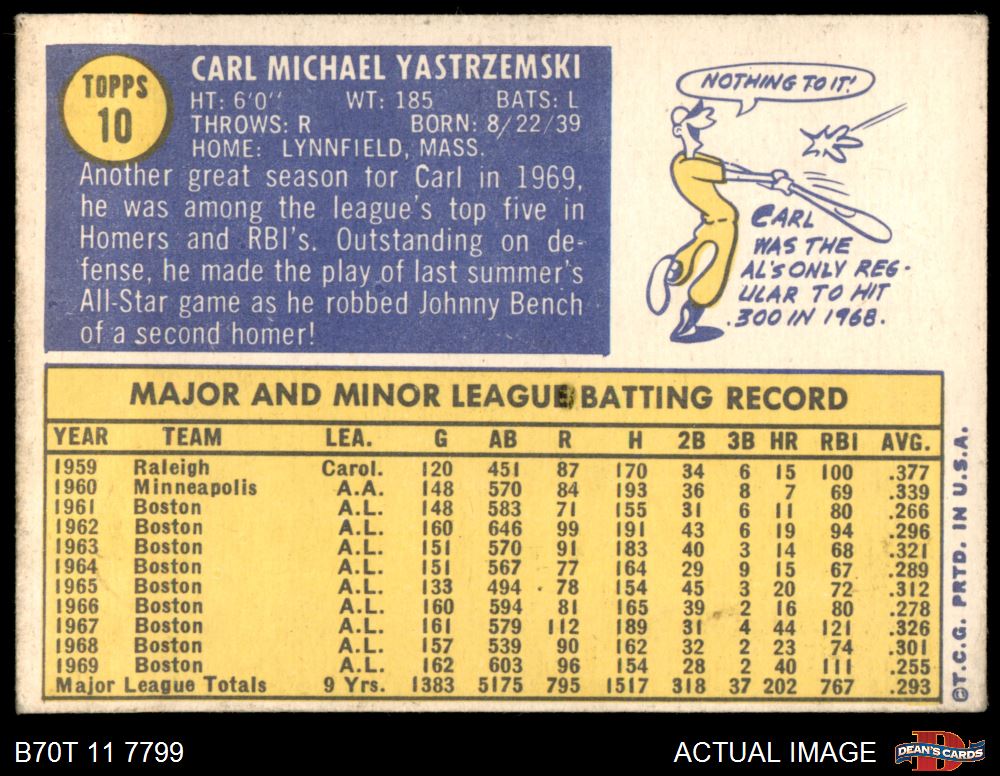 TOPPS
10
CARL MICHAEL YASTRZEMSKI
HT: 6'0" WT: 185 BATS: L
THROWS: R BORN: 8/22/39
HOME: LYNNFIELD, MASS.
Another great season for Carl in 1969,
he was among the league's top five in
Homers and RBI's. Outstanding on de-
fense, he made the play of last summer's
All-Star game as he robbed Johnny Bench
of a second homer!
NOTHING TO IT!
CARL
WAS THE
AL'S ONLY REG-
ULAR TO HIT
.300 IN 1968.
MAJOR AND MINOR LEAGUE BATTING RECORD
YEAR TEAM LEA. G AB R H 2B 3B HR RBI AVG.
1959 Raleigh Carol. 120 451 87 170 34 6 15 100 .377
1960 Minneapolis A.A. 148 570 84 193 36 8 7 69 .339
1961 Boston A.L. 148 583 71 155 31 6 11 80 .266
1962 Boston A.L. 160 646 99 191 43 6 19 94 .296
1963 Boston A.L. 151 570 91 183 40 3 14 68 .321
1964 Boston A.L. 151 567 77 164 29 9 15 67 .289
1965 Boston A.L. 133 494 78 154 45 3 20 72 .312
1966 Boston A.L. 160 594 81 165 39 2 16 80 .278
1967 Boston A.L. 161 579 112 189 31 4 44 121 .326
1968 Boston A.L. 157 539 90 162 32 2 23 74 .301
1969 Boston A.L. 162 603 96 154 28 2 40 111 .255
Major League Totals 9 Yrs. 1383 5175 795 1517 318 37 202 767 .293
©T.C.G. PRTD. IN U.S.A.
B70T 11 7799
ACTUAL IMAGE
DEAN'S CARDS